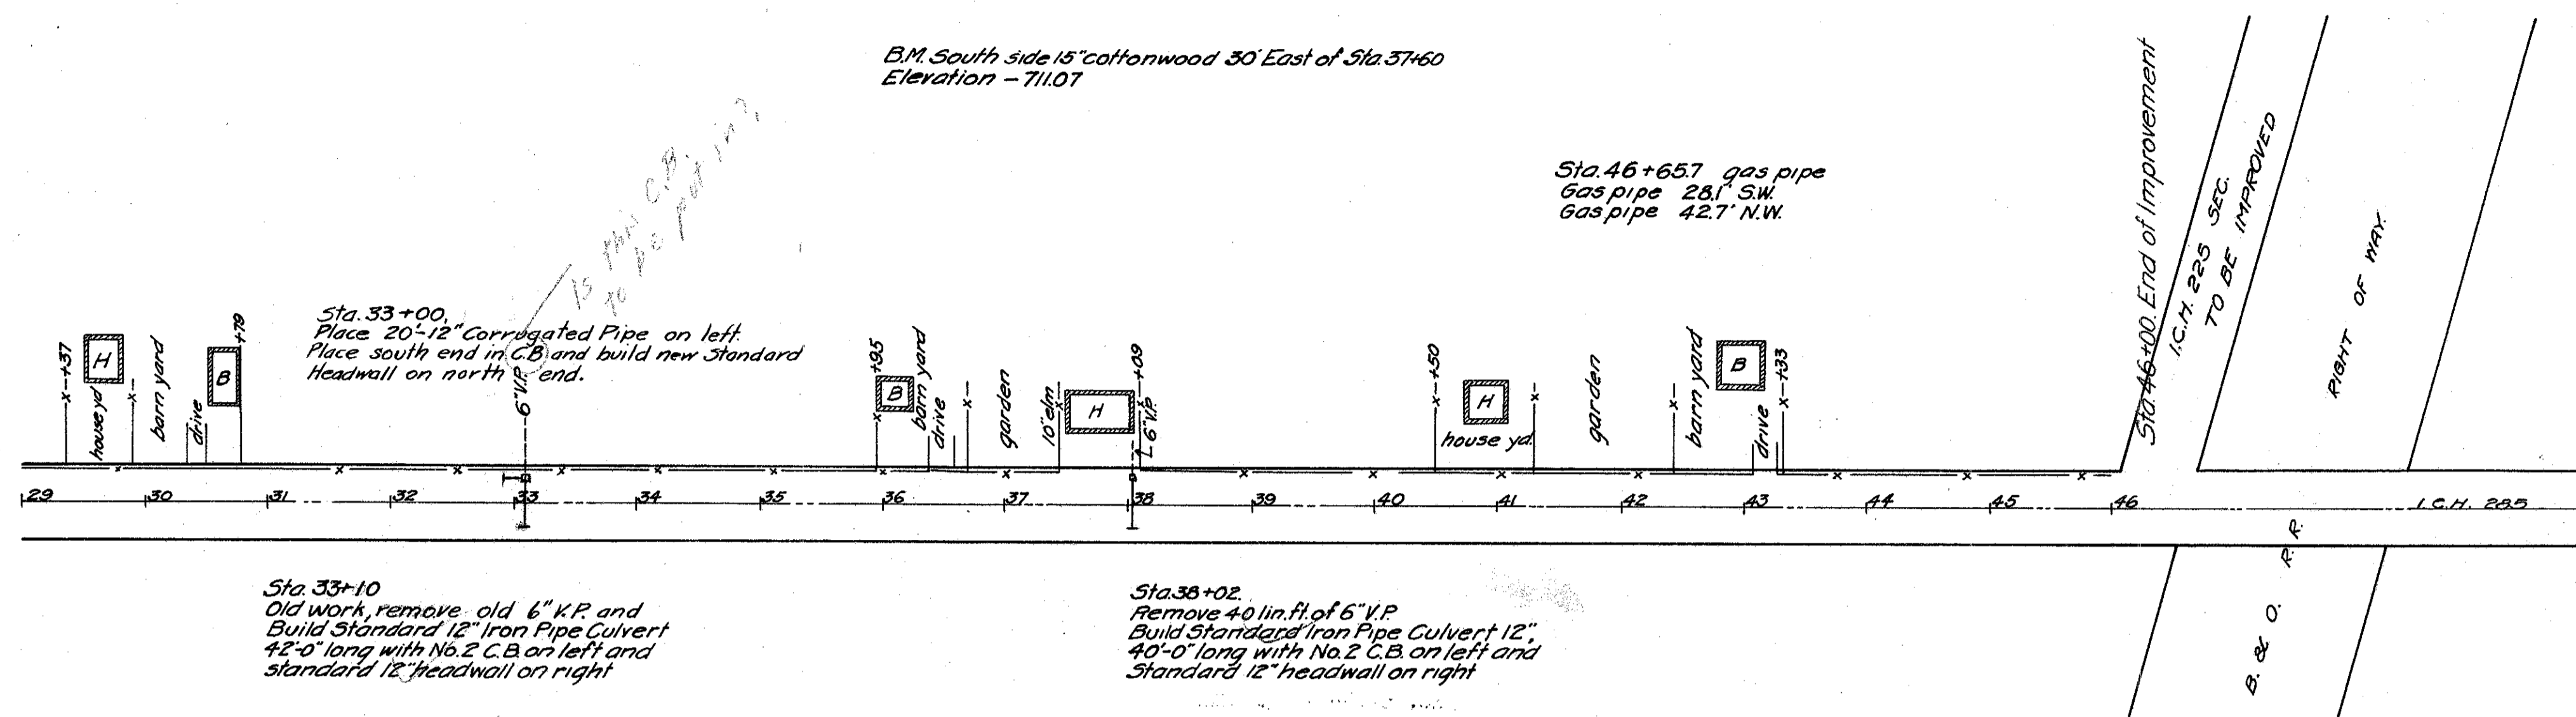 B.M. South side 15" cottonwood 30' East of Sta. 37+60
Elevation - 711.07
Is this C.B.
to be put in?
Sta. 46+65.7 gas pipe
Gas pipe 28.1' S.W.
Gas pipe 42.7' N.W.
Sta. 46+00. End of Improvement
I.C.H. 225 SEC.
TO BE IMPROVED
RIGHT OF WAY.
Sta. 33+00.
Place 20'-12" Corrugated Pipe on left.
Place south end in C.B. and build new Standard
Headwall on north end.
+37
H
house yd
barn yard
drive
B
+79
6" V.P.
+95
B
barn yard
drive
garden
10" elm
H
+09
6" V.P.
+50
H
house yd.
garden
barn yard
B
drive
+33
29 30 31 32 33 34 35 36 37 38 39 40 41 42 43 44 45 46 I.C.H. 285
Sta. 33+10
Old work, remove old 6" V.P. and
Build Standard 12" Iron Pipe Culvert
42'-0" long with No. 2 C.B. on left and
standard 12" headwall on right
Sta. 38+02.
Remove 40 lin. ft. of 6" V.P.
Build Standard Iron Pipe Culvert 12",
40'-0" long with No. 2 C.B. on left and
Standard 12" headwall on right
B. & O. R. R.